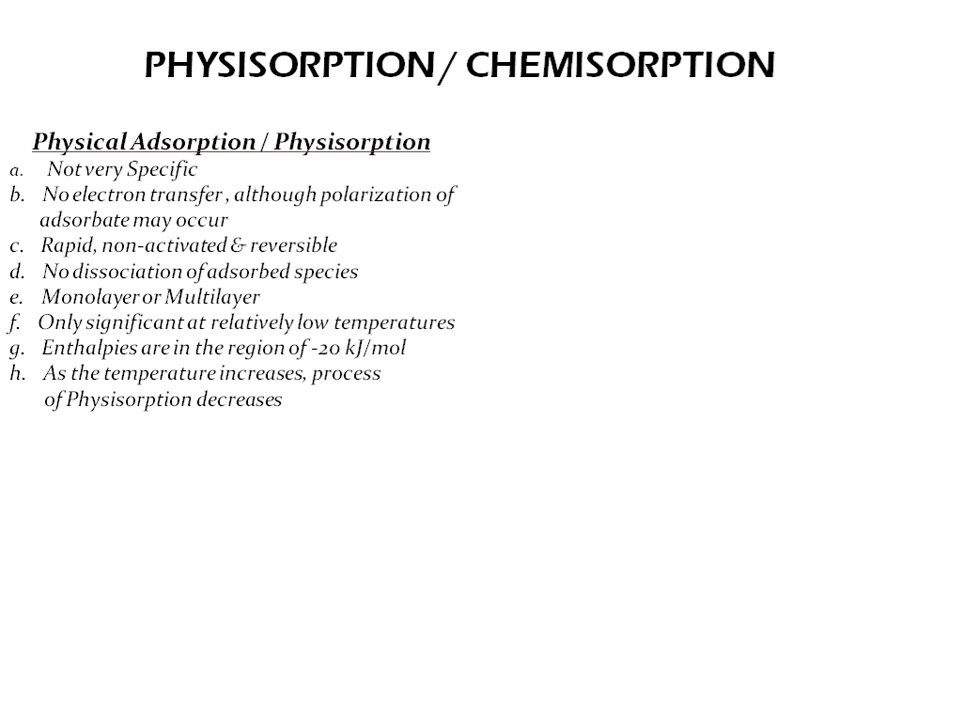 PHYSISORPTION / CHEMISORPTION
Physical Adsorption / Physisorption
a. Not very Specific
b. No electron transfer, although polarization of
adsorbate may occur
c. Rapid, non-activated & reversible
d. No dissociation of adsorbed species
e. Monolayer or Multilayer
f. Only significant at relatively low temperatures
g. Enthalpies are in the region of -20 kJ/mol
h. As the temperature increases, process
of Physisorption decreases